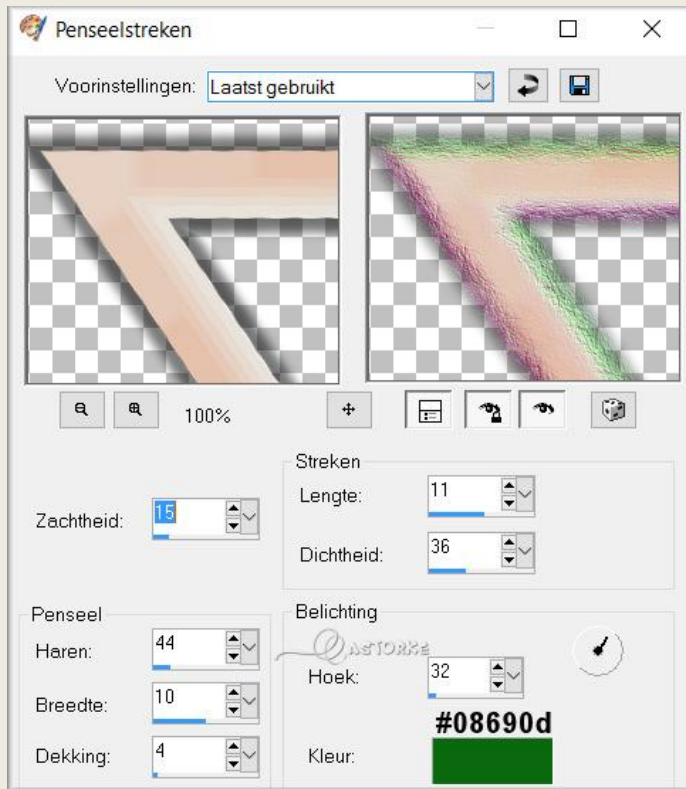 Penseelstreken
Voorinstellingen: Laatst gebruikt
100%
Zachtheid: 15
Streken
Lengte: 11
Dichtheid: 36
Penseel
Haren: 44
Breedte: 10
Dekking: 4
Belichting
ASTORKE
Hoek: 32
#08690d
Kleur: